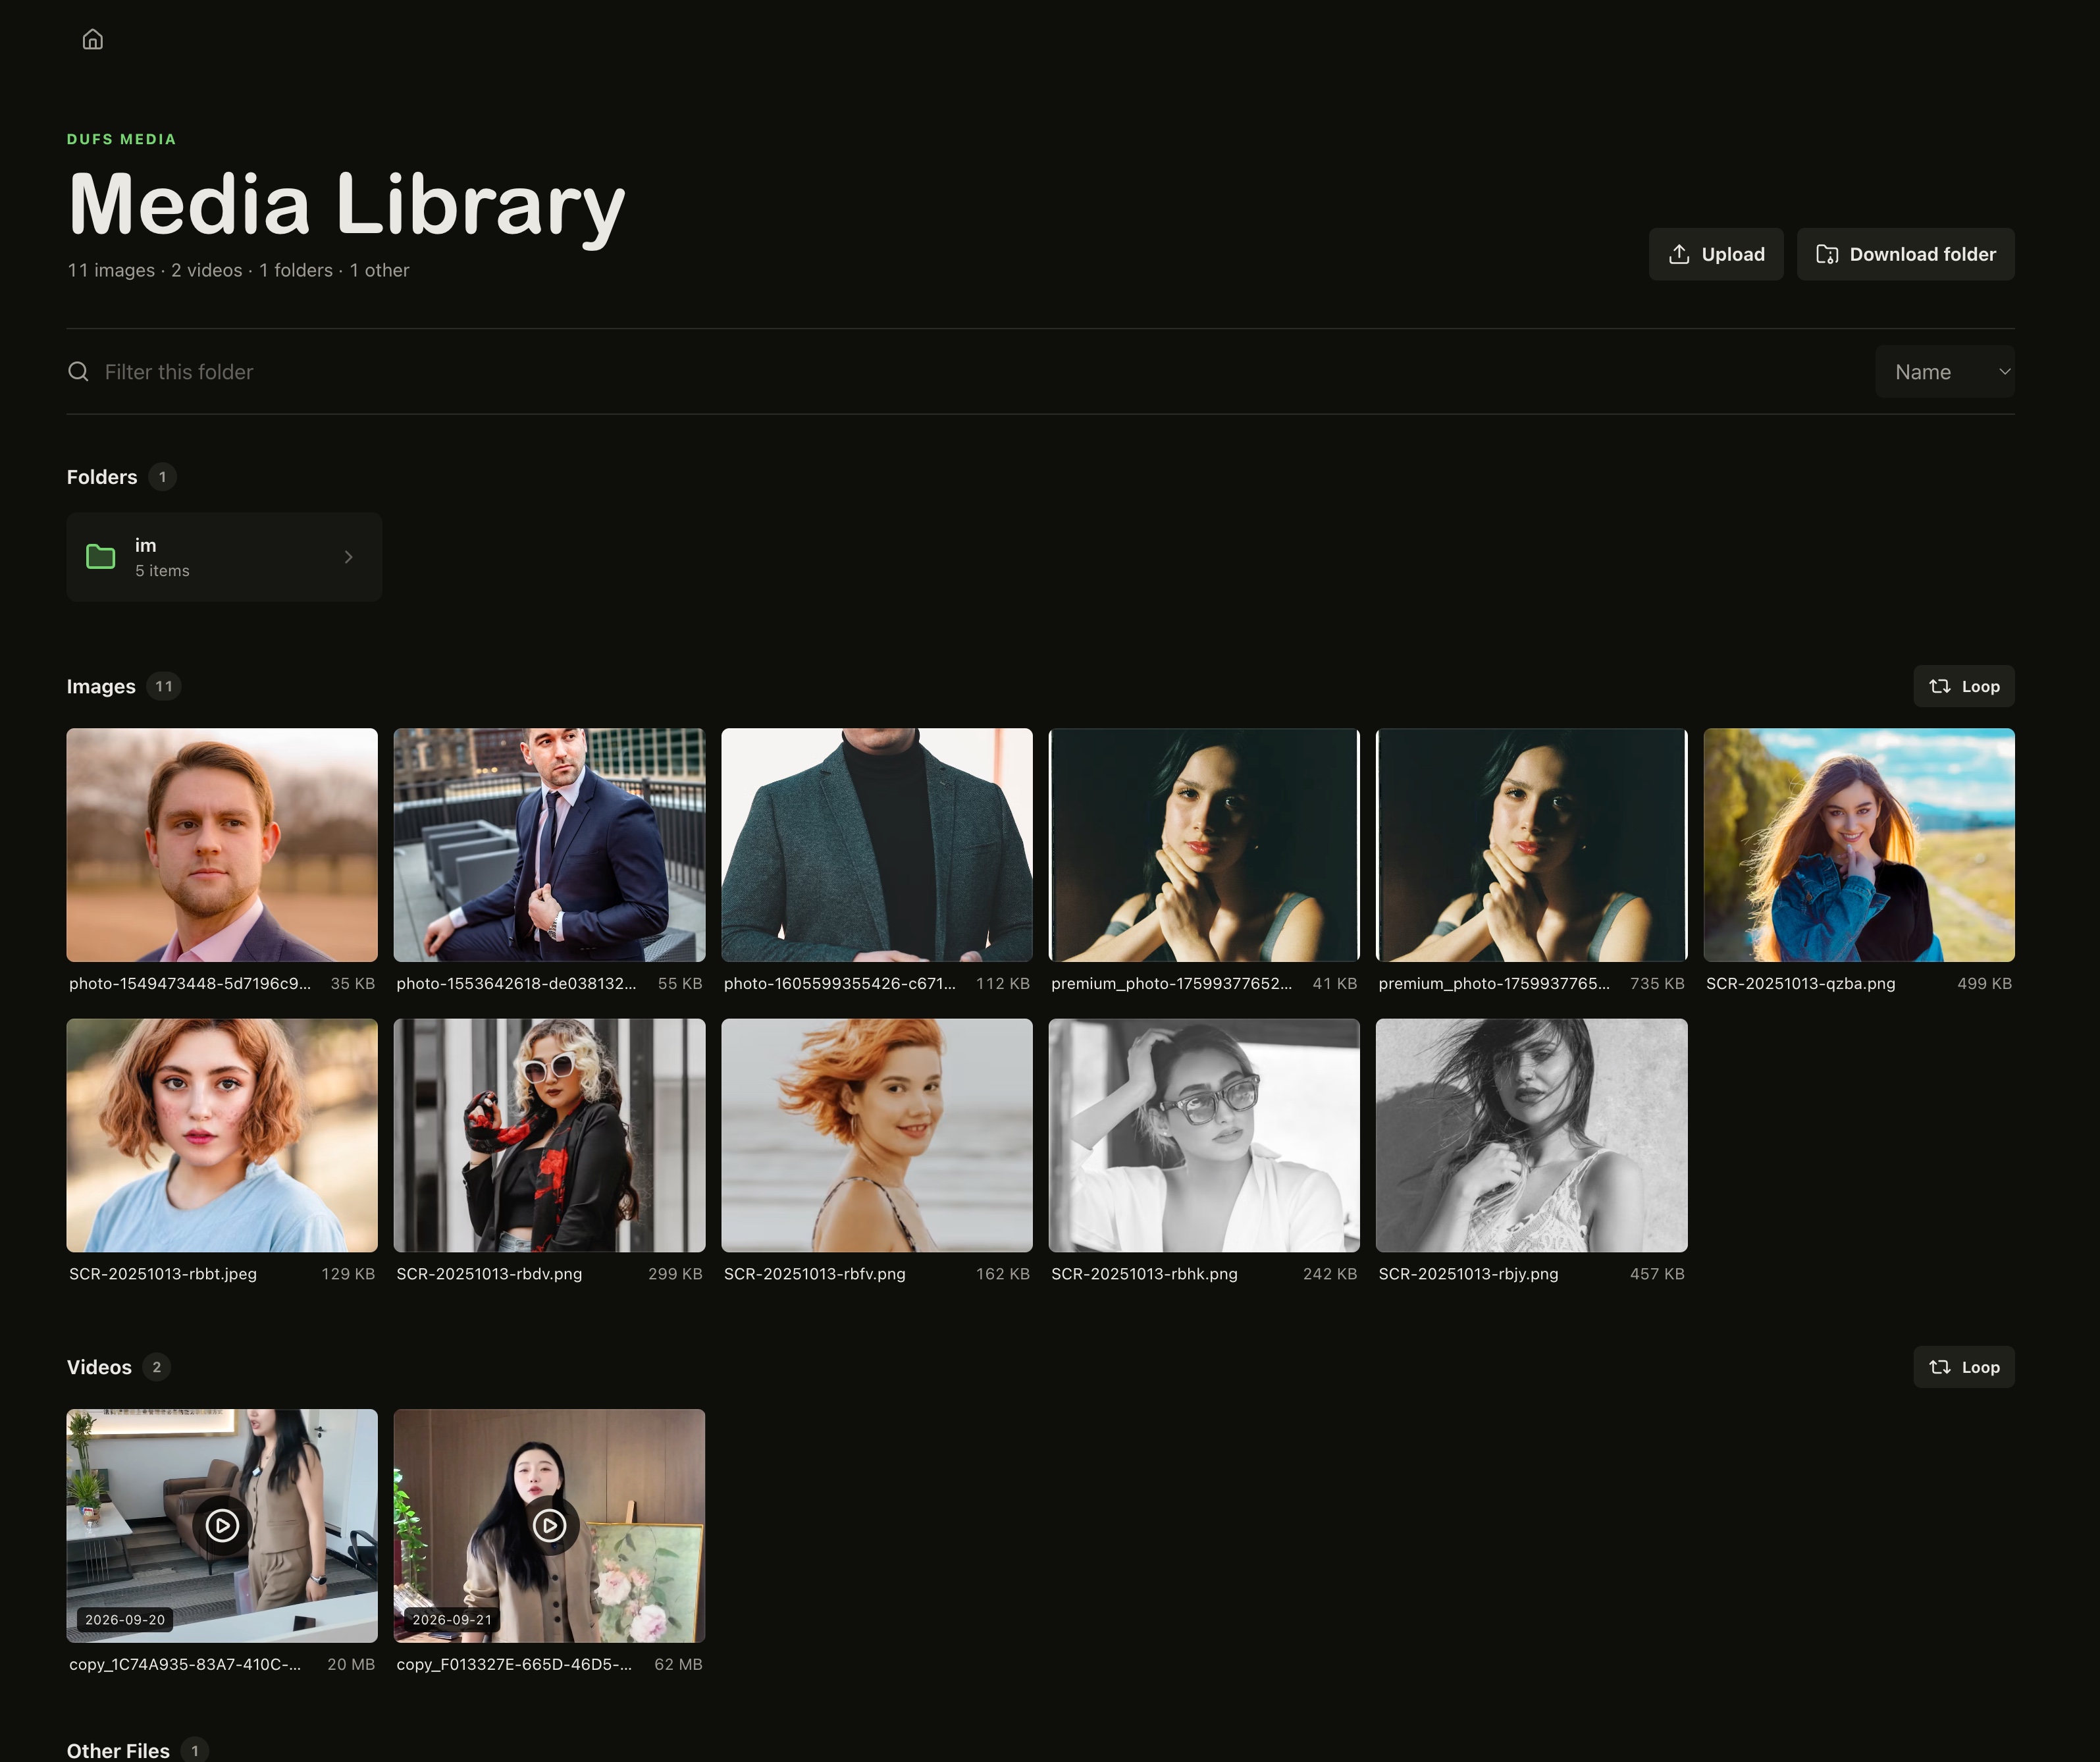 DUFS MEDIA
Media Library
11 images · 2 videos · 1 folders · 1 other
Upload
Download folder
Filter this folder
Name
Folders 1
im
5 items
Images 11
Loop
photo-1549473448-5d7196c9... 35 KB
photo-1553642618-de038132... 55 KB
photo-1605599355426-c671... 112 KB
premium_photo-17599377652... 41 KB
premium_photo-1759937765... 735 KB
SCR-20251013-qzba.png 499 KB
SCR-20251013-rbbt.jpeg 129 KB
SCR-20251013-rbdv.png 299 KB
SCR-20251013-rbfv.png 162 KB
SCR-20251013-rbhk.png 242 KB
SCR-20251013-rbjy.png 457 KB
Videos 2
Loop
2026-09-20
2026-09-21
copy_1C74A935-83A7-410C-... 20 MB
copy_F013327E-665D-46D5-... 62 MB
Other Files 1